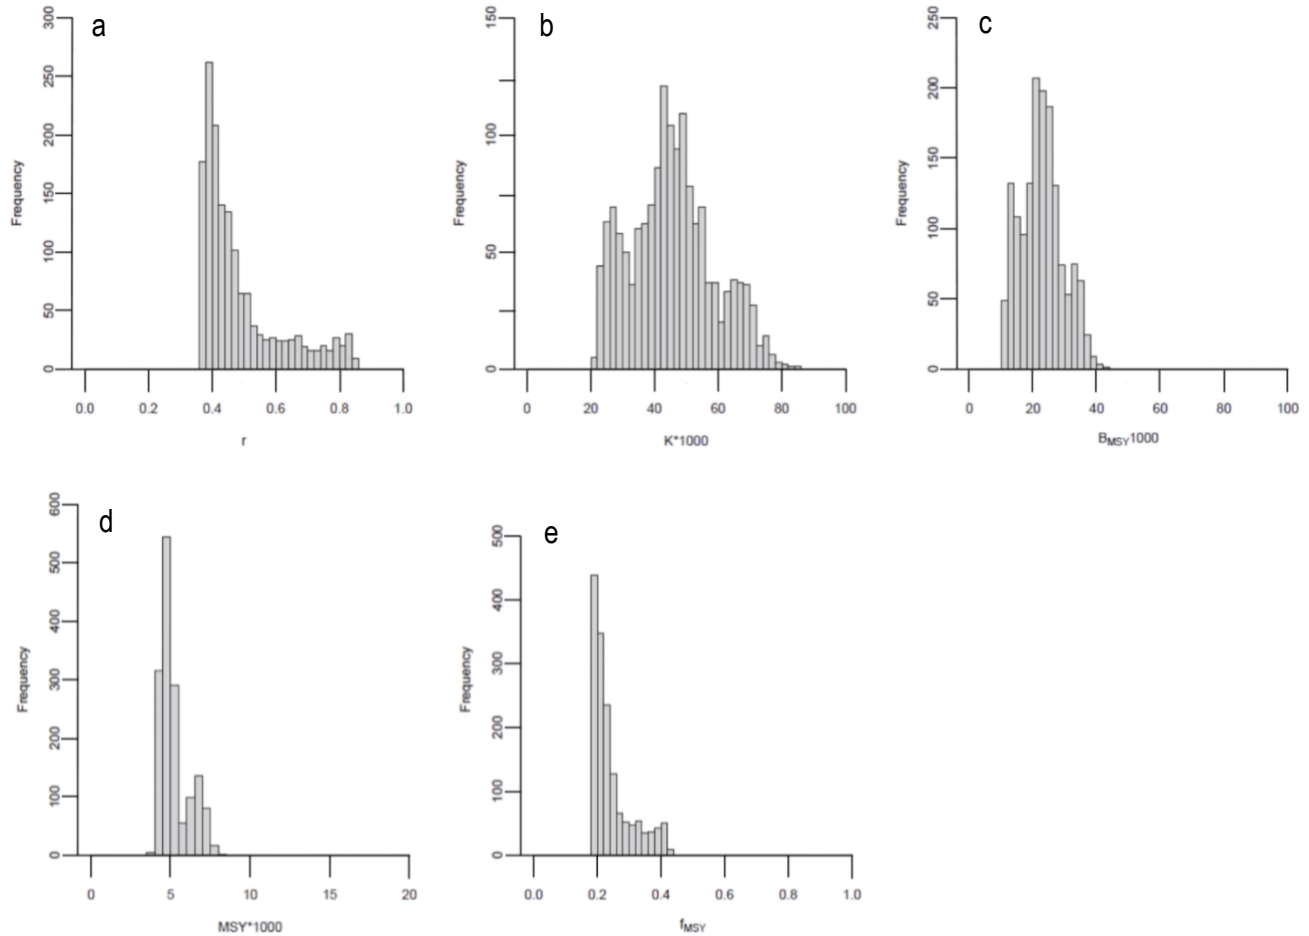 a
Frequency
0 50 100 150 200 250 300
0.0 0.2 0.4 0.6 0.8 1.0
r
b
Frequency
0 50 100 150
0 20 40 60 80 100
K*1000
c
Frequency
0 50 100 150 200 250
0 20 40 60 80 100
BMSY1000
d
Frequency
0 100 200 300 400 500 600
0 5 10 15 20
MSY*1000
e
Frequency
0 100 200 300 400 500
0.0 0.2 0.4 0.6 0.8 1.0
fMSY